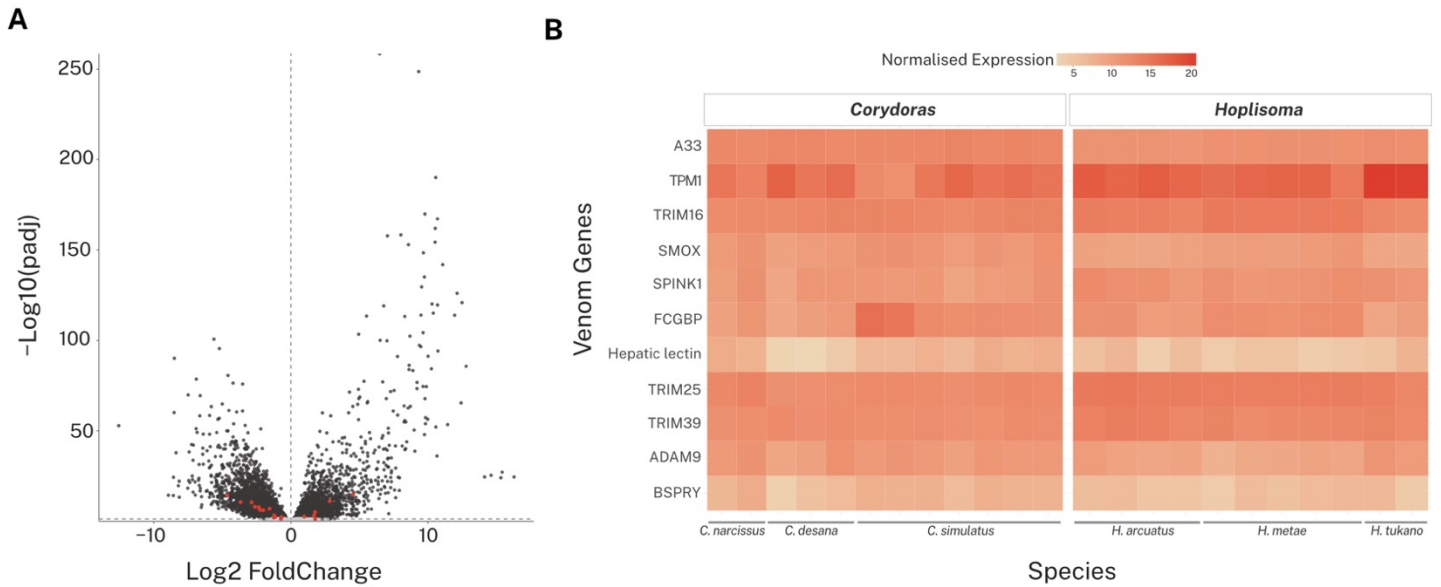 A
250
200
150
100
50
−10
0
10
−Log10(padj)
Log2 FoldChange
B
Normalised Expression
5 10 15 20
Corydoras Hoplisoma
Venom Genes
A33
TPM1
TRIM16
SMOX
SPINK1
FCGBP
Hepatic lectin
TRIM25
TRIM39
ADAM9
BSPRY
C. narcissus C. desana C. simulatus H. arcuatus H. metae H. tukano
Species